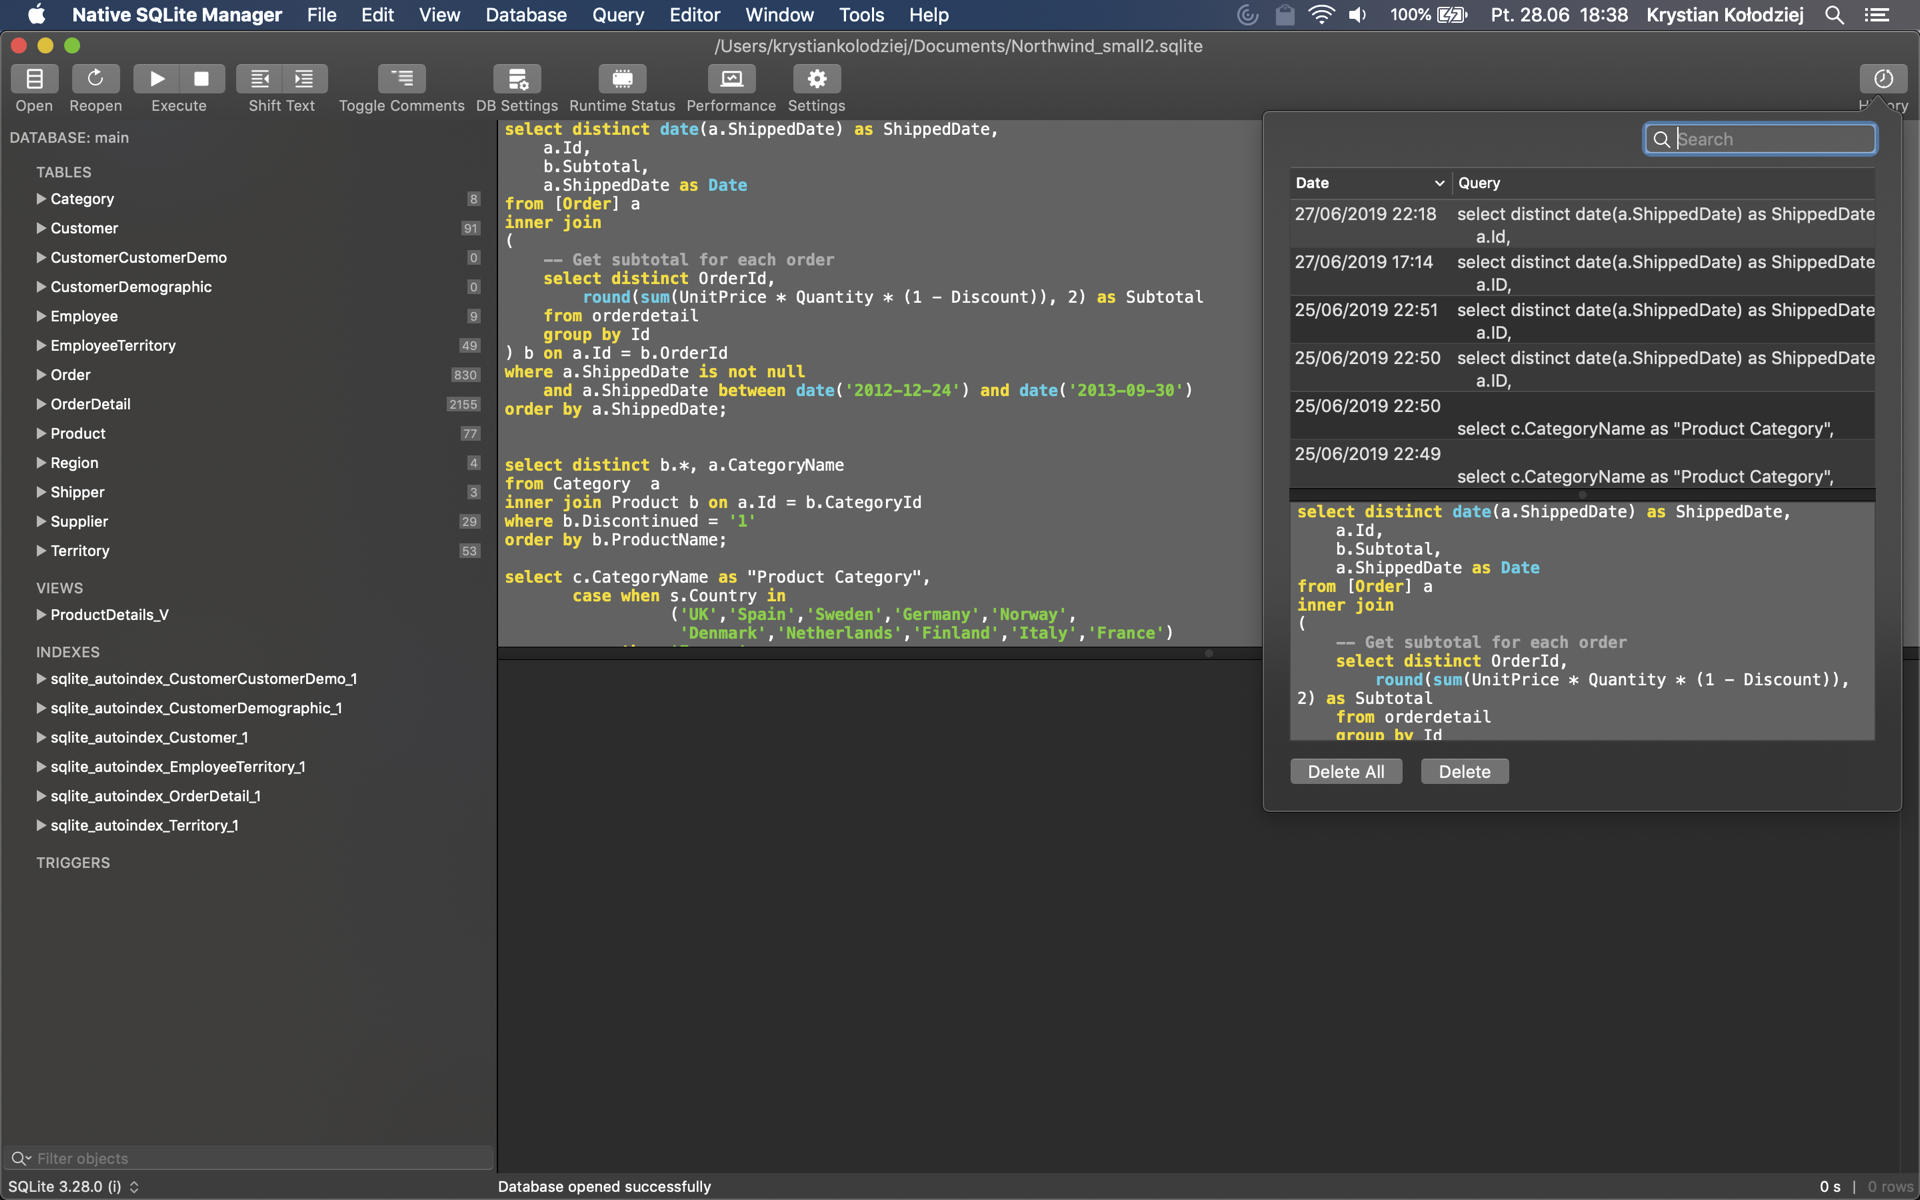 Native SQLite Manager File Edit View Database Query Editor Window Tools Help 100% Pt. 28.06 18:38 Krystian Kołodziej
/Users/krystiankolodziej/Documents/Northwind_small2.sqlite
Open Reopen Execute Shift Text Toggle Comments DB Settings Runtime Status Performance Settings
DATABASE: main
TABLES
Category 8
Customer 91
CustomerCustomerDemo 0
CustomerDemographic 0
Employee 9
EmployeeTerritory 49
Order 830
OrderDetail 2155
Product 77
Region 4
Shipper 3
Supplier 29
Territory 53
VIEWS
ProductDetails_V
INDEXES
sqlite_autoindex_CustomerCustomerDemo_1
sqlite_autoindex_CustomerDemographic_1
sqlite_autoindex_Customer_1
sqlite_autoindex_EmployeeTerritory_1
sqlite_autoindex_OrderDetail_1
sqlite_autoindex_Territory_1
TRIGGERS
Filter objects
SQLite 3.28.0 (i)
select distinct date(a.ShippedDate) as ShippedDate,
a.Id,
b.Subtotal,
a.ShippedDate as Date
from [Order] a
inner join
(
-- Get subtotal for each order
select distinct OrderId,
round(sum(UnitPrice * Quantity * (1 - Discount)), 2) as Subtotal
from orderdetail
group by Id
) b on a.Id = b.OrderId
where a.ShippedDate is not null
and a.ShippedDate between date('2012-12-24') and date('2013-09-30')
order by a.ShippedDate;
select distinct b.*, a.CategoryName
from Category  a
inner join Product b on a.Id = b.CategoryId
where b.Discontinued = '1'
order by b.ProductName;
select c.CategoryName as "Product Category",
case when s.Country in
('UK','Spain','Sweden','Germany','Norway',
'Denmark','Netherlands','Finland','Italy','France')
Search
Date Query
27/06/2019 22:18 select distinct date(a.ShippedDate) as ShippedDate
a.Id,
27/06/2019 17:14 select distinct date(a.ShippedDate) as ShippedDate
a.ID,
25/06/2019 22:51 select distinct date(a.ShippedDate) as ShippedDate
a.ID,
25/06/2019 22:50 select distinct date(a.ShippedDate) as ShippedDate
a.ID,
25/06/2019 22:50
select c.CategoryName as "Product Category",
25/06/2019 22:49
select c.CategoryName as "Product Category",
select distinct date(a.ShippedDate) as ShippedDate,
a.Id,
b.Subtotal,
a.ShippedDate as Date
from [Order] a
inner join
(
-- Get subtotal for each order
select distinct OrderId,
round(sum(UnitPrice * Quantity * (1 - Discount)),
2) as Subtotal
from orderdetail
group by Id
Delete All Delete
Database opened successfully
0 s | 0 rows